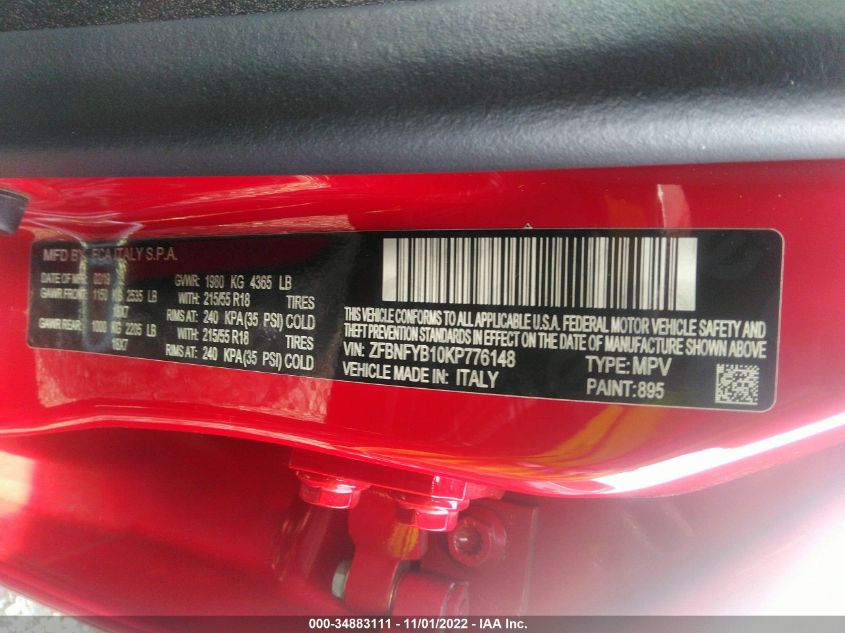 MFD BY: FCA ITALY S.P.A.
DATE OF MFR: 02/19
GVWR: 1980 KG 4365 LB
GAWR FRONT: 1150 KG 2535 LB
WITH: 215/55 R18 TIRES
18X7
RIMS AT: 240 KPA(35 PSI) COLD
GAWR REAR: 1000 KG 2205 LB
WITH: 215/55 R18 TIRES
18X7
RIMS AT: 240 KPA(35 PSI) COLD
THIS VEHICLE CONFORMS TO ALL APPLICABLE U.S.A. FEDERAL MOTOR VEHICLE SAFETY AND
THEFT PREVENTION STANDARDS IN EFFECT ON THE DATE OF MANUFACTURE SHOWN ABOVE
VIN: ZFBNFYB10KP776148
TYPE: MPV
VEHICLE MADE IN: ITALY
PAINT: 895
000-34883111 - 11/01/2022 - IAA Inc.